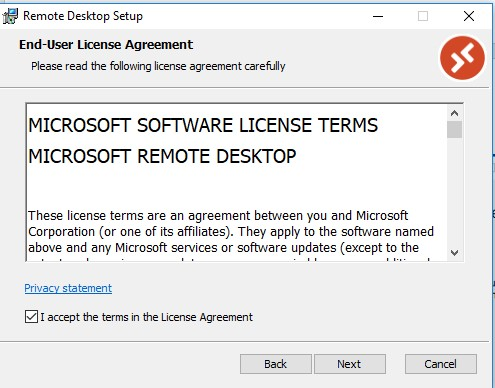 Remote Desktop Setup
End-User License Agreement
Please read the following license agreement carefully
MICROSOFT SOFTWARE LICENSE TERMS
MICROSOFT REMOTE DESKTOP
These license terms are an agreement between you and Microsoft
Corporation (or one of its affiliates). They apply to the software named
above and any Microsoft services or software updates (except to the
Privacy statement
I accept the terms in the License Agreement
Back
Next
Cancel